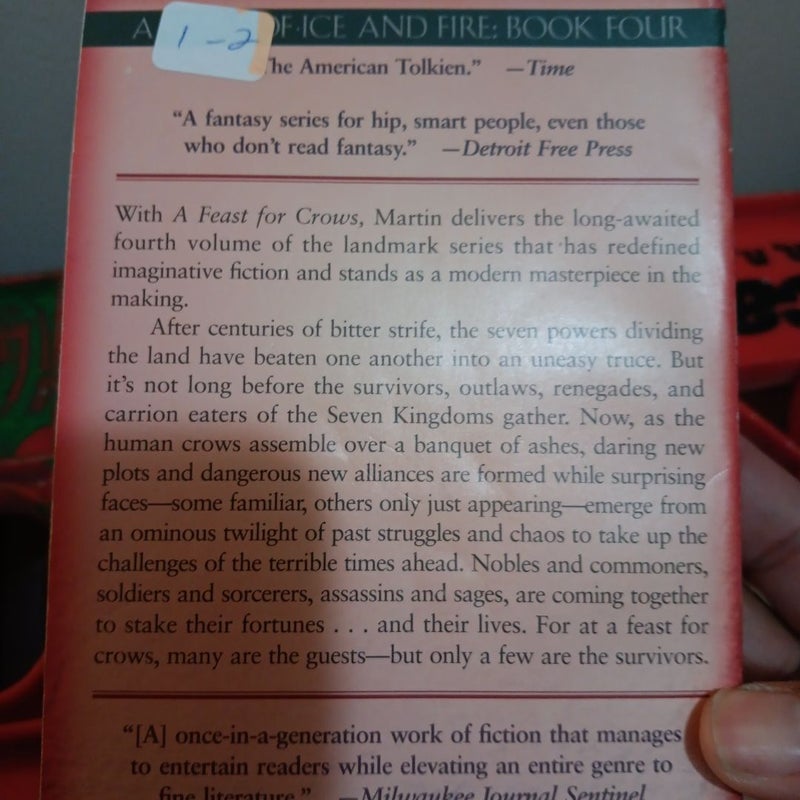 A OF ICE AND FIRE: BOOK FOUR
1-2
The American Tolkien.” —Time
“A fantasy series for hip, smart people, even those
who don’t read fantasy.” —Detroit Free Press
With A Feast for Crows, Martin delivers the long-awaited
fourth volume of the landmark series that has redefined
imaginative fiction and stands as a modern masterpiece in the
making.
After centuries of bitter strife, the seven powers dividing
the land have beaten one another into an uneasy truce. But
it’s not long before the survivors, outlaws, renegades, and
carrion eaters of the Seven Kingdoms gather. Now, as the
human crows assemble over a banquet of ashes, daring new
plots and dangerous new alliances are formed while surprising
faces—some familiar, others only just appearing—emerge from
an ominous twilight of past struggles and chaos to take up the
challenges of the terrible times ahead. Nobles and commoners,
soldiers and sorcerers, assassins and sages, are coming together
to stake their fortunes . . . and their lives. For at a feast for
crows, many are the guests—but only a few are the survivors.
“[A] once-in-a-generation work of fiction that manages
to entertain readers while elevating an entire genre to
fine literature.” —Milwaukee Journal Sentinel